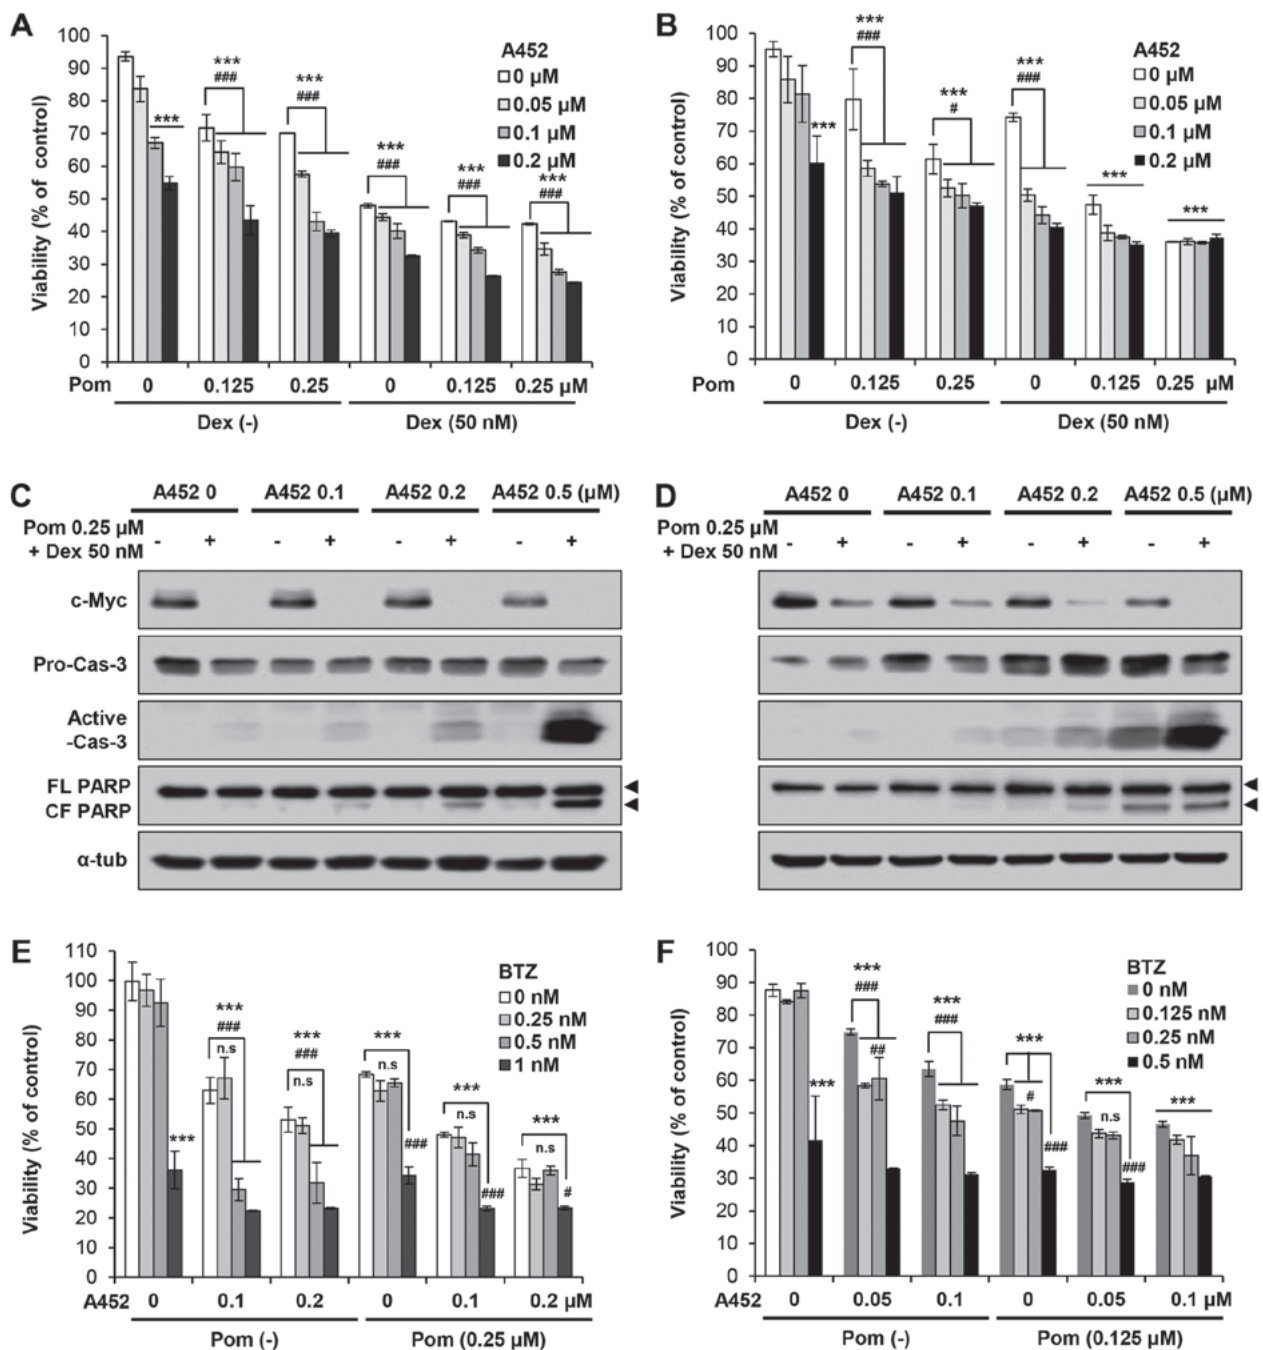 A
Viability (% of control)
100
90
80
70
60
50
40
30
20
10
0
A452
0 µM
0.05 µM
0.1 µM
0.2 µM
***
***
###
***
###
***
###
***
###
***
###
Pom 0 0.125 0.25 0 0.125 0.25 µM
Dex (-) Dex (50 nM)
B
Viability (% of control)
100
90
80
70
60
50
40
30
20
10
0
A452
0 µM
0.05 µM
0.1 µM
0.2 µM
***
***
###
***
#
***
###
***
***
Pom 0 0.125 0.25 0 0.125 0.25 µM
Dex (-) Dex (50 nM)
C
A452 0 A452 0.1 A452 0.2 A452 0.5 (µM)
Pom 0.25 µM
+ Dex 50 nM - + - + - + - +
c-Myc
Pro-Cas-3
Active
-Cas-3
FL PARP
CF PARP
α-tub
D
A452 0 A452 0.1 A452 0.2 A452 0.5 (µM)
Pom 0.25 µM
+ Dex 50 nM - + - + - + - +
E
Viability (% of control)
110
100
90
80
70
60
50
40
30
20
10
0
BTZ
0 nM
0.25 nM
0.5 nM
1 nM
***
***
###
n.s
***
###
n.s
***
n.s
###
***
n.s
###
***
n.s
#
A452 0 0.1 0.2 0 0.1 0.2 µM
Pom (-) Pom (0.25 µM)
F
Viability (% of control)
100
90
80
70
60
50
40
30
20
10
0
BTZ
0 nM
0.125 nM
0.25 nM
0.5 nM
***
***
###
##
***
###
***
#
###
***
n.s
###
***
A452 0 0.05 0.1 0 0.05 0.1 µM
Pom (-) Pom (0.125 µM)